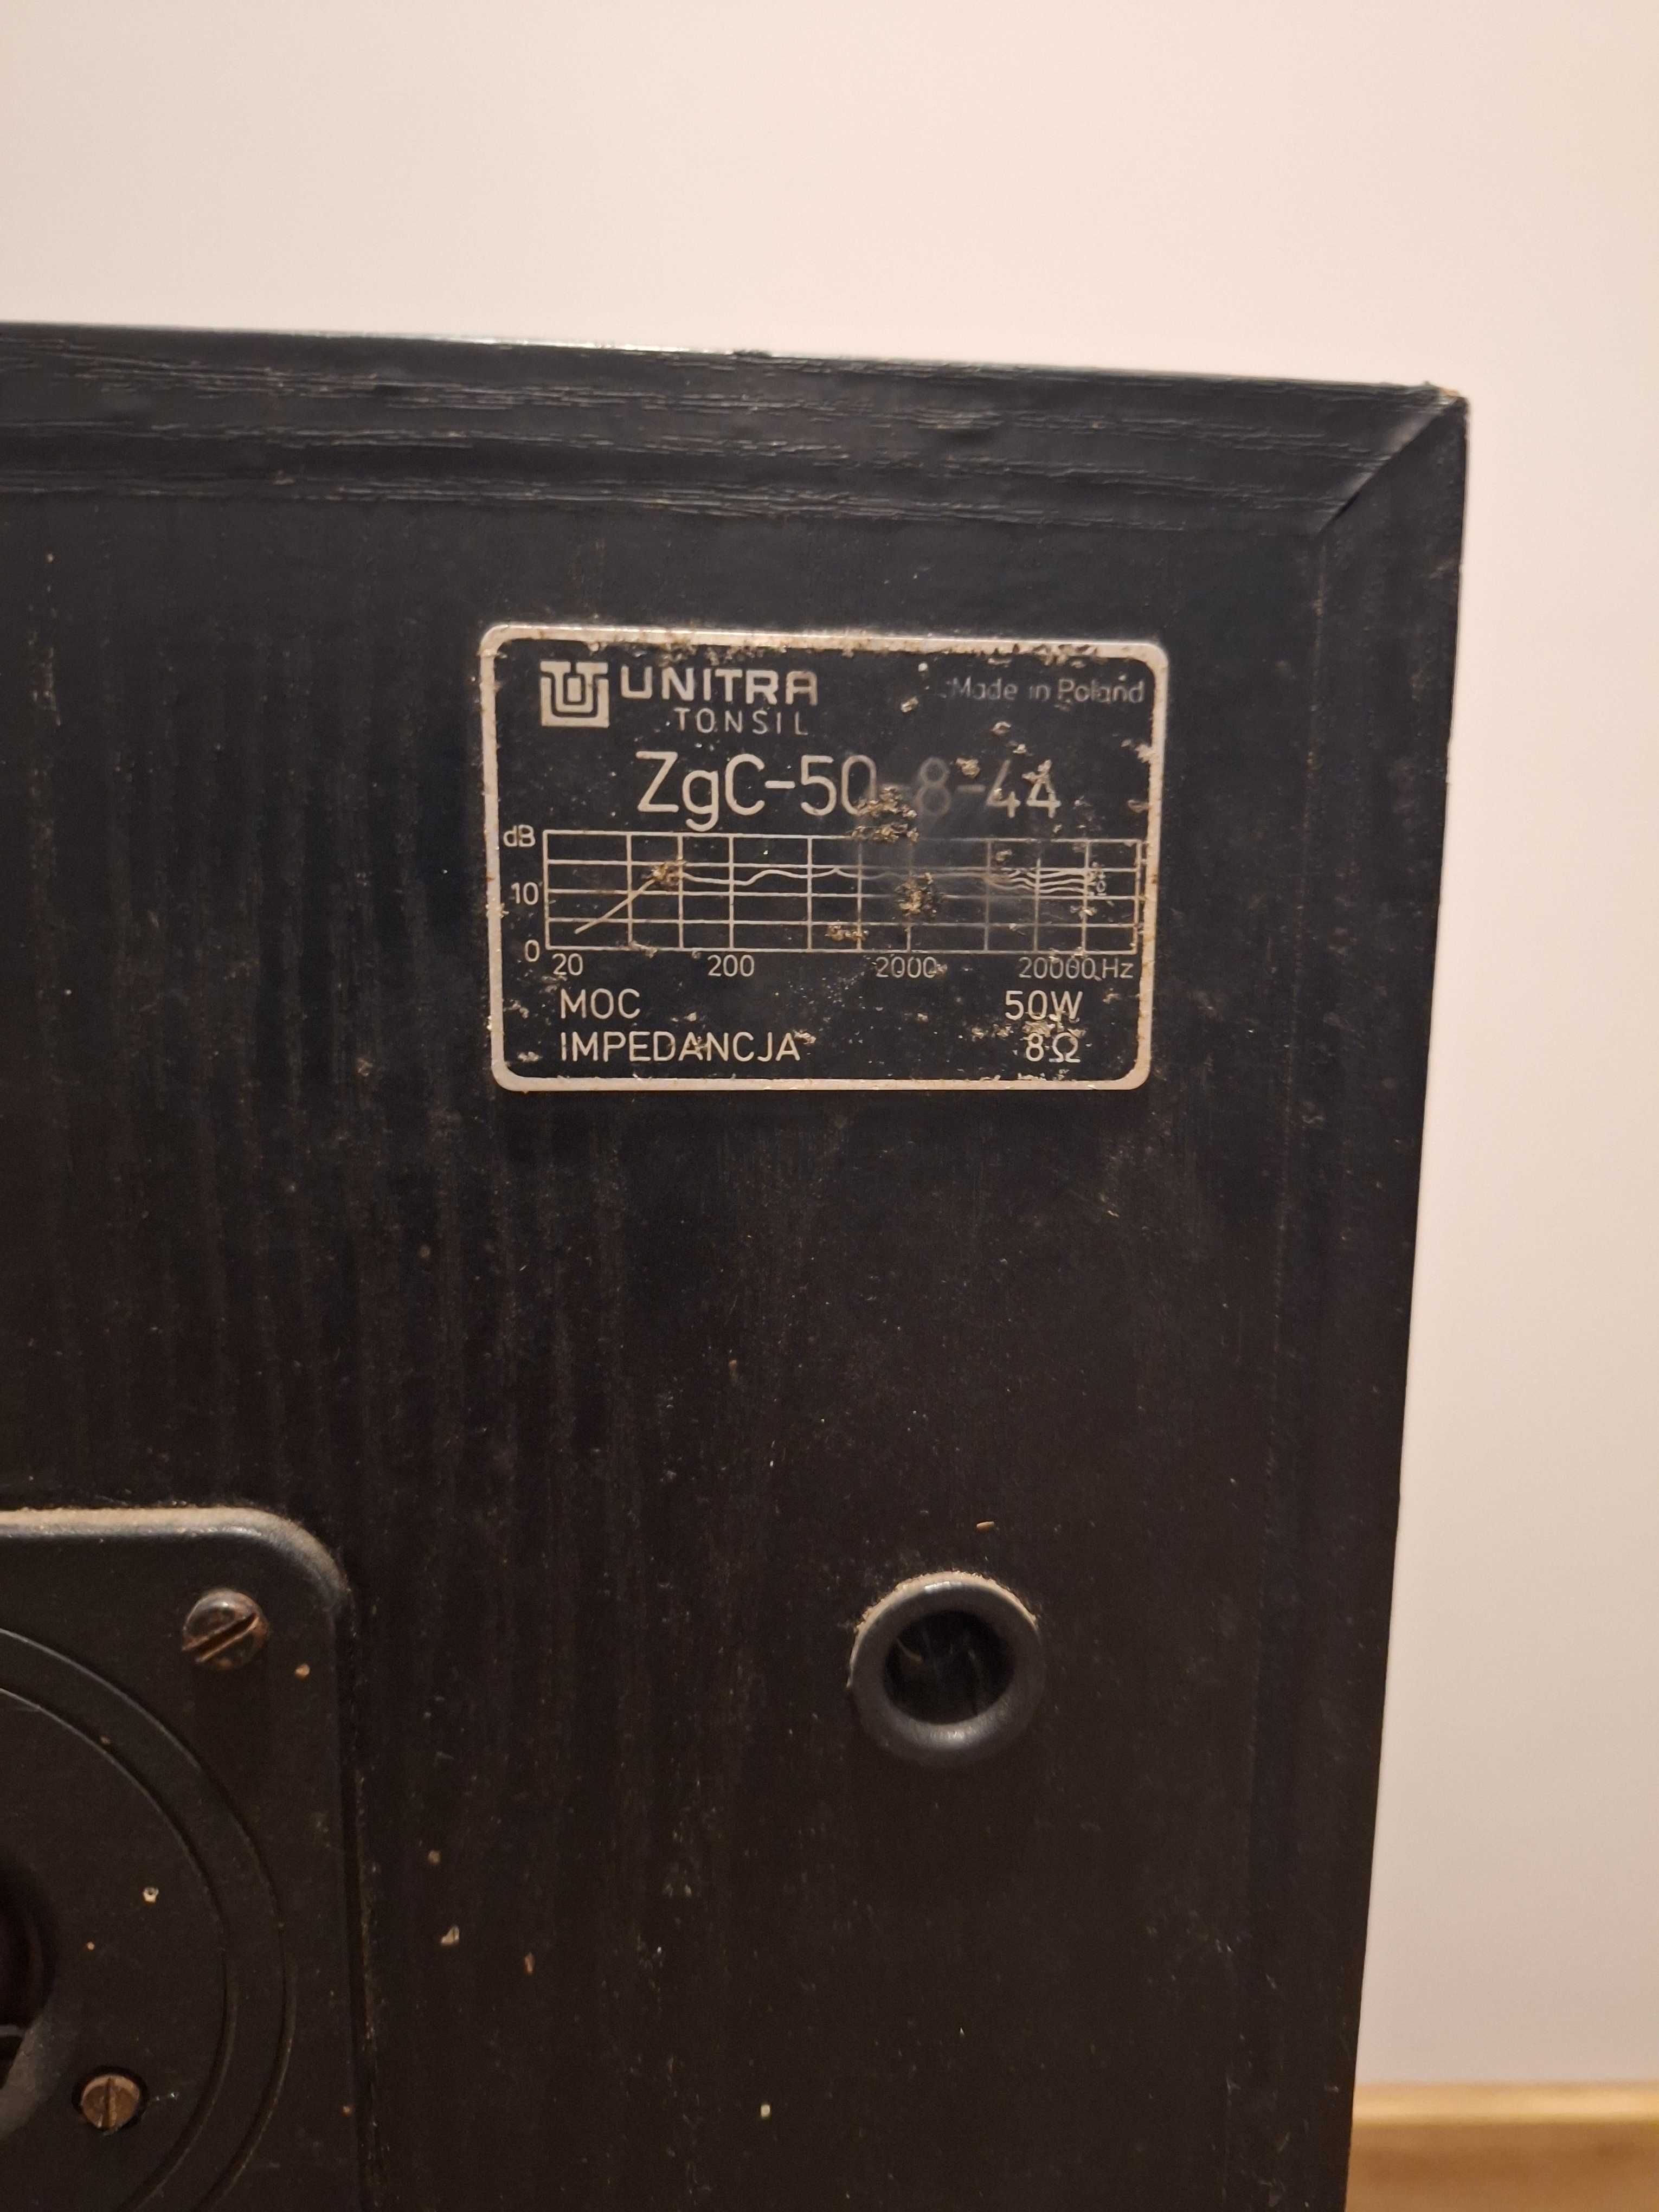 UNITRA
TONSIL
Made in Poland
ZgC-50-8-44
dB
10
0
20 200 2000 20000 Hz
MOC 50W
IMPEDANCJA 8Ω